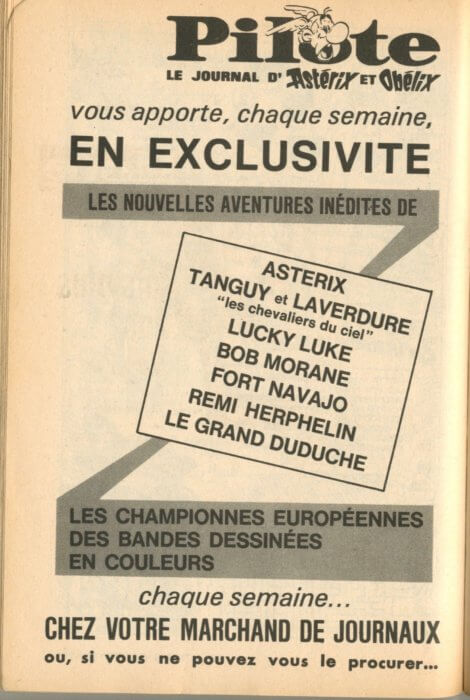 Pilote
LE JOURNAL D'Astérix ET Obélix
vous apporte, chaque semaine,
EN EXCLUSIVITE
LES NOUVELLES AVENTURES INÉDITES DE
ASTERIX
TANGUY et LAVERDURE
"les chevaliers du ciel"
LUCKY LUKE
BOB MORANE
FORT NAVAJO
REMI HERPHELIN
LE GRAND DUDUCHE
LES CHAMPIONNES EUROPÉENNES
DES BANDES DESSINÉES
EN COULEURS
chaque semaine...
CHEZ VOTRE MARCHAND DE JOURNAUX
ou, si vous ne pouvez vous le procurer...